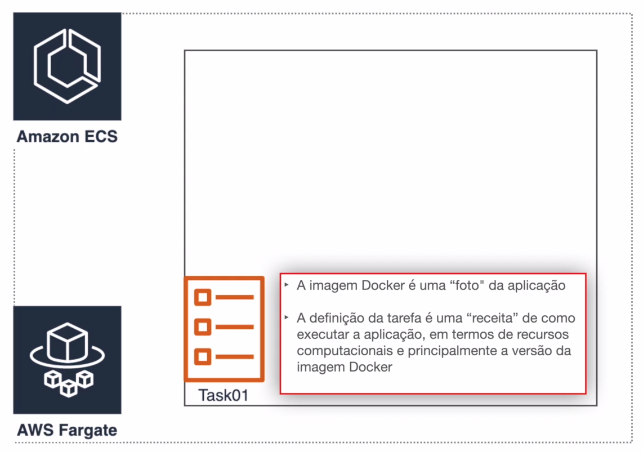 Amazon ECS
‣ A imagem Docker é uma “foto" da aplicação
‣ A definição da tarefa é uma “receita” de como
executar a aplicação, em termos de recursos
computacionais e principalmente a versão da
imagem Docker
Task01
AWS Fargate